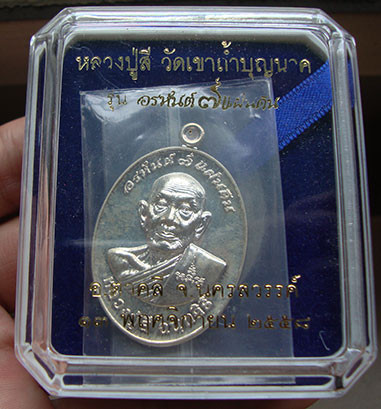 หลวงปู่สี วัดเขาถ้ำบุญนาค
รุ่น อรหันต์ ๗ แผ่นดิน
อรหันต์ ๗ แผ่นดิน
อ.ตาคลี จ.นครสวรรค์
๑๓ พฤศจิกายน ๒๕๕๘